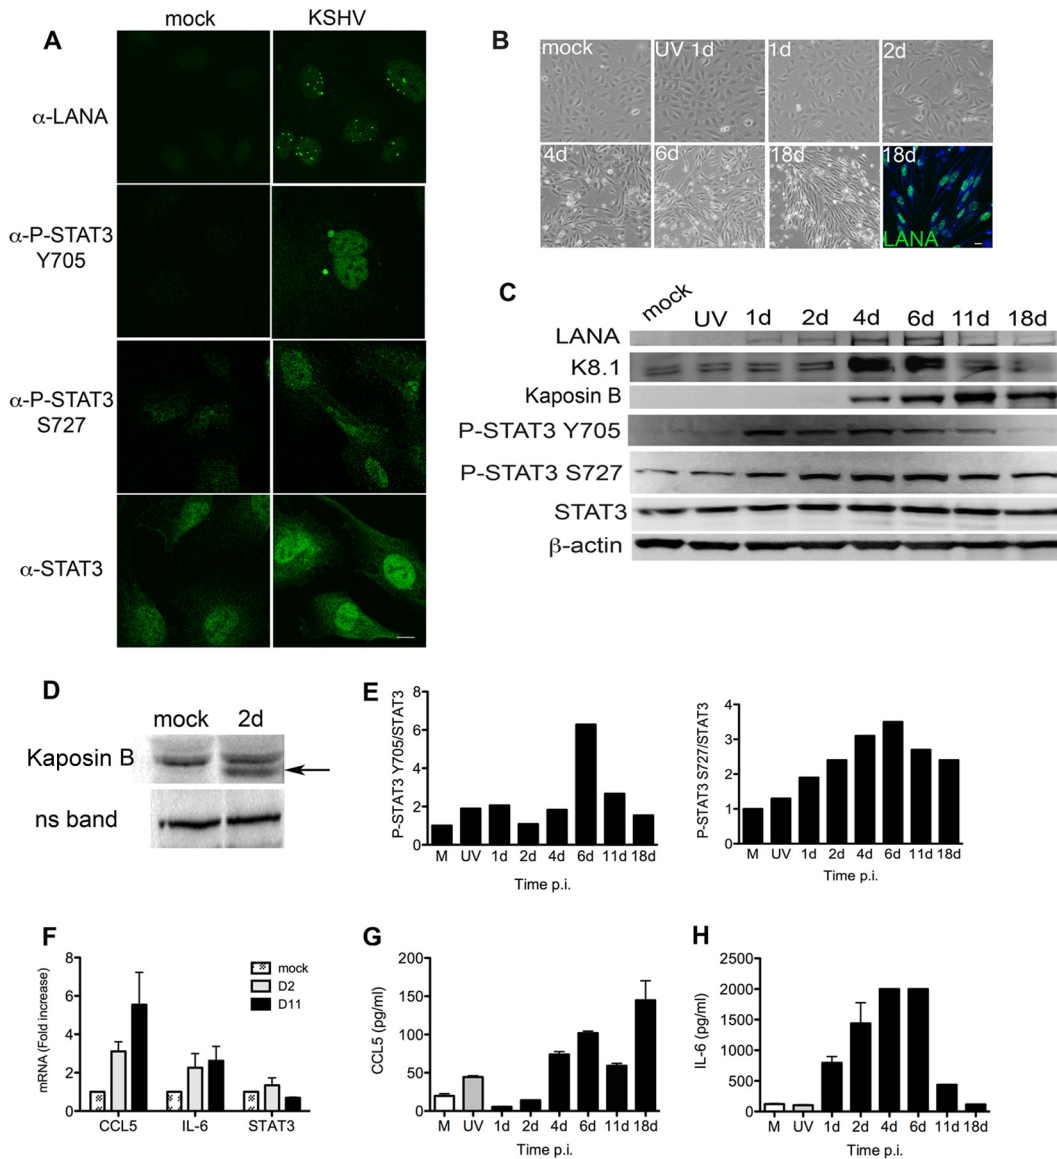 A
mock
KSHV
α-LANA
α-P-STAT3
Y705
α-P-STAT3
S727
α-STAT3
B
mock
UV 1d
1d
2d
4d
6d
18d
18d
LANA
C
mock
UV
1d
2d
4d
6d
11d
18d
LANA
K8.1
Kaposin B
P-STAT3 Y705
P-STAT3 S727
STAT3
β-actin
D
mock
2d
Kaposin B
ns band
E
P-STAT3 Y705/STAT3
8
6
4
2
0
M UV 1d 2d 4d 6d 11d 18d
Time p.i.
P-STAT3 S727/STAT3
4
3
2
1
0
M UV 1d 2d 4d 6d 11d 18d
Time p.i.
F
mRNA (Fold increase)
8
6
4
2
0
mock
D2
D11
CCL5 IL-6 STAT3
G
CCL5 (pg/ml)
200
150
100
50
0
M UV 1d 2d 4d 6d 11d 18d
Time p.i.
H
IL-6 (pg/ml)
2500
2000
1500
1000
500
0
M UV 1d 2d 4d 6d 11d 18d
Time p.i.